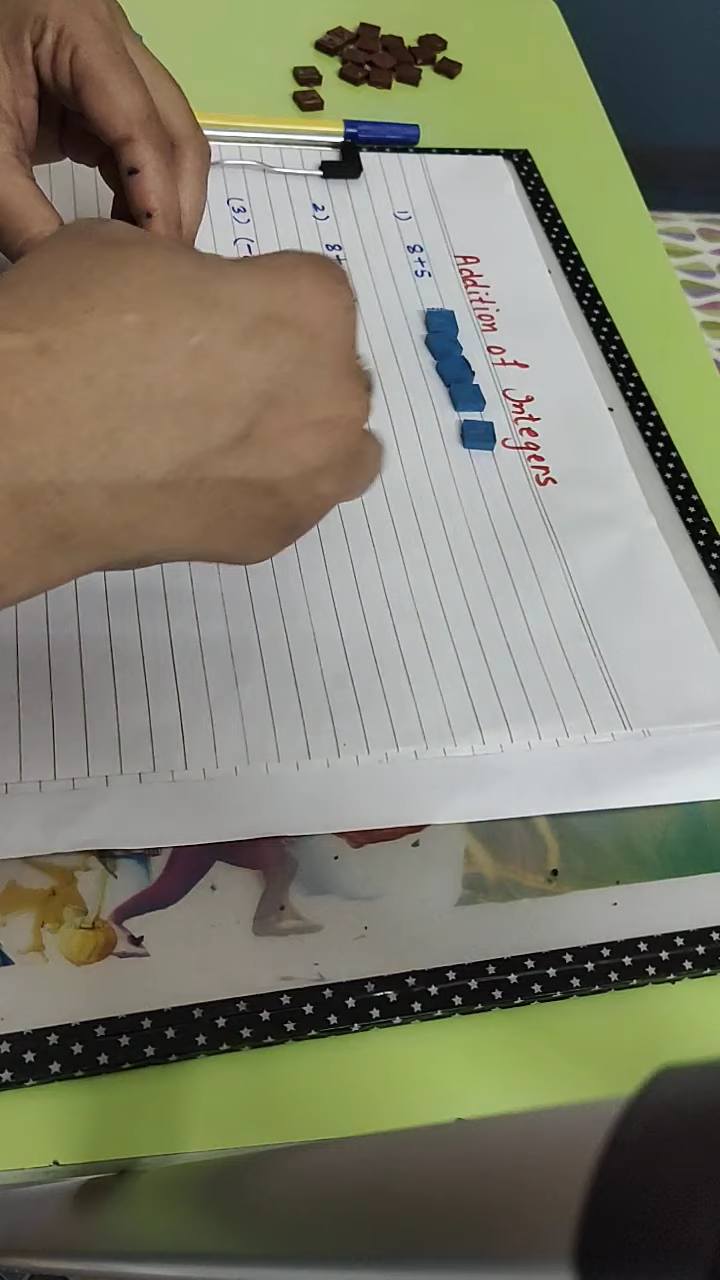 Addition of Integers
1) 8+5
2) 8+
(3) (-